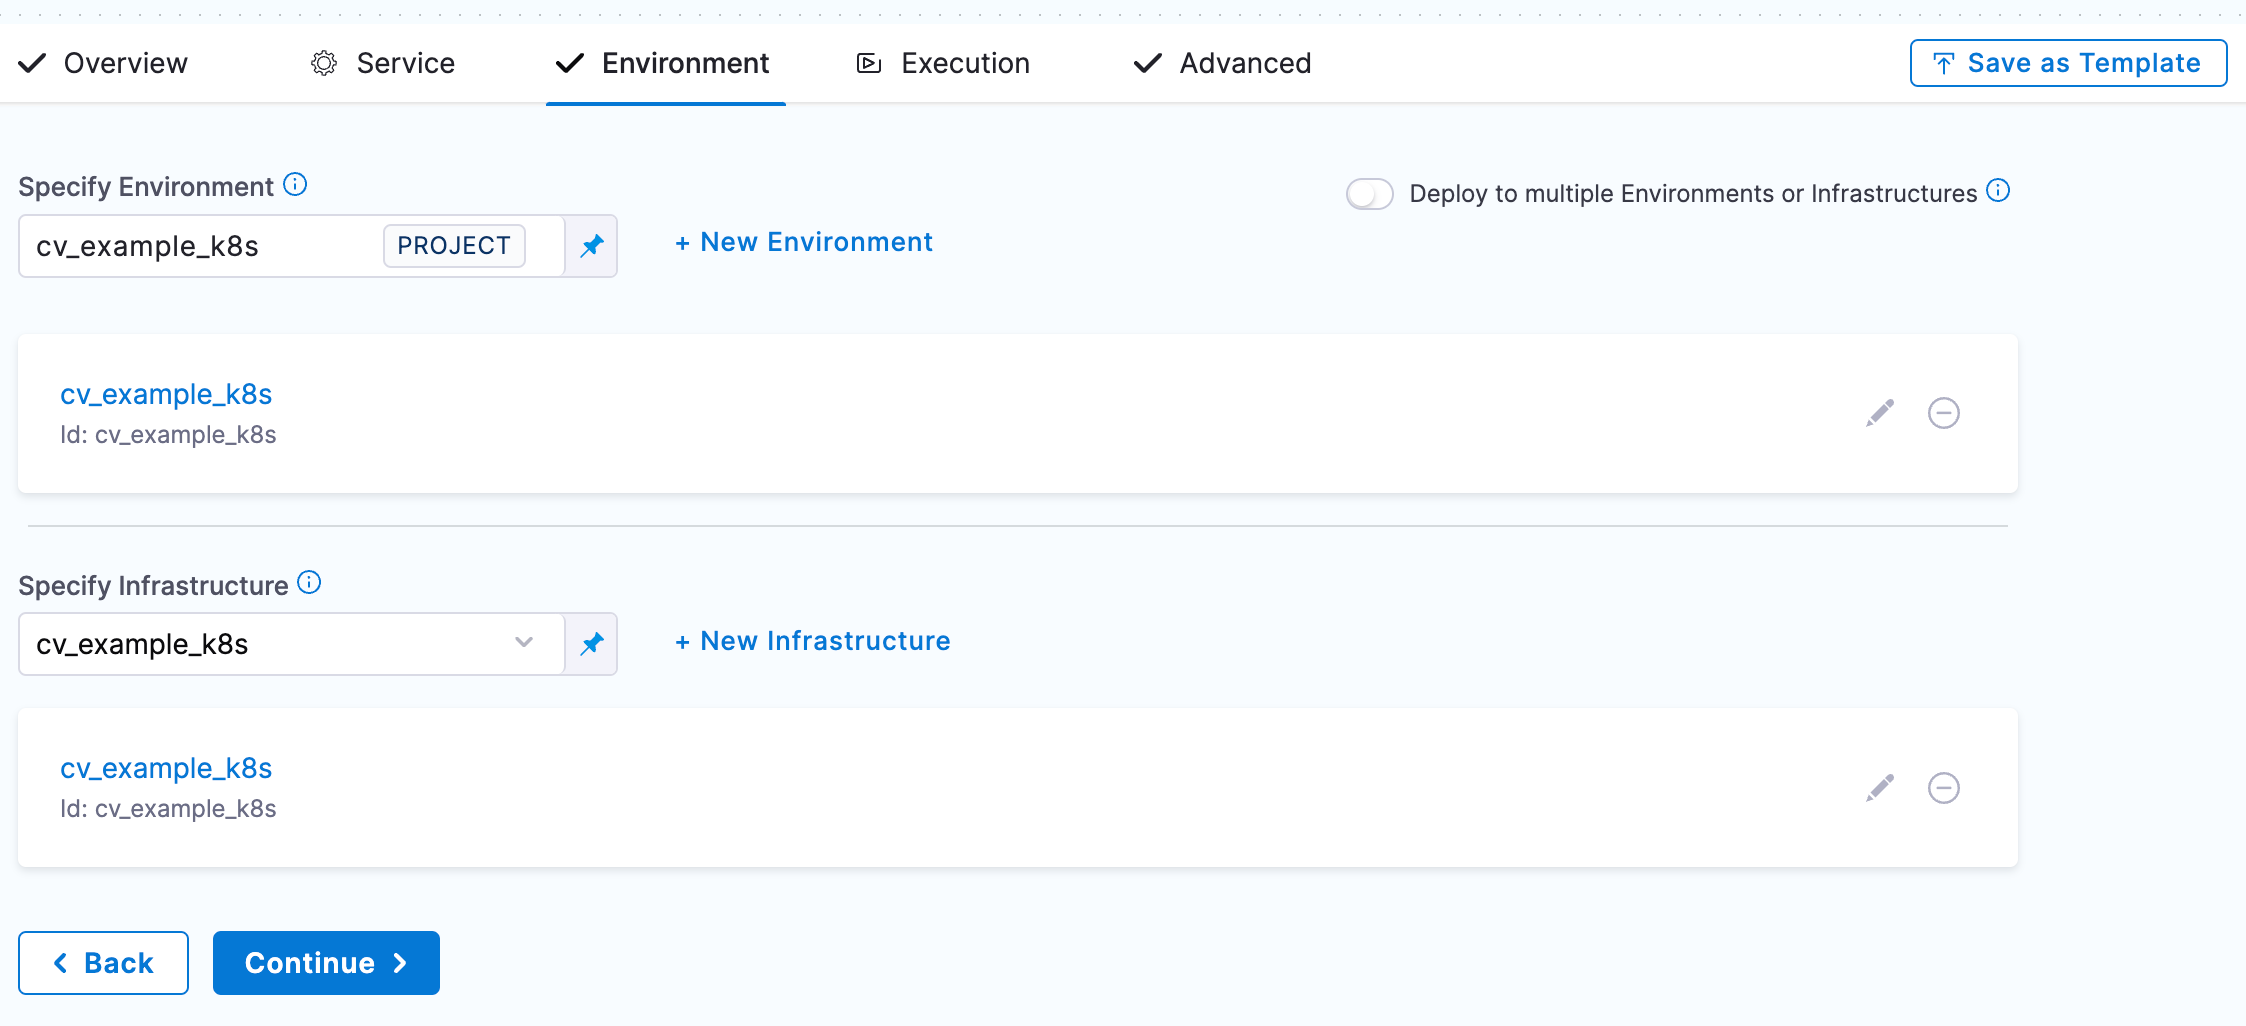 Overview Service Environment Execution Advanced Save as Template
Specify Environment
Deploy to multiple Environments or Infrastructures
cv_example_k8s PROJECT
+ New Environment
cv_example_k8s
Id: cv_example_k8s
Specify Infrastructure
cv_example_k8s
+ New Infrastructure
cv_example_k8s
Id: cv_example_k8s
Back Continue